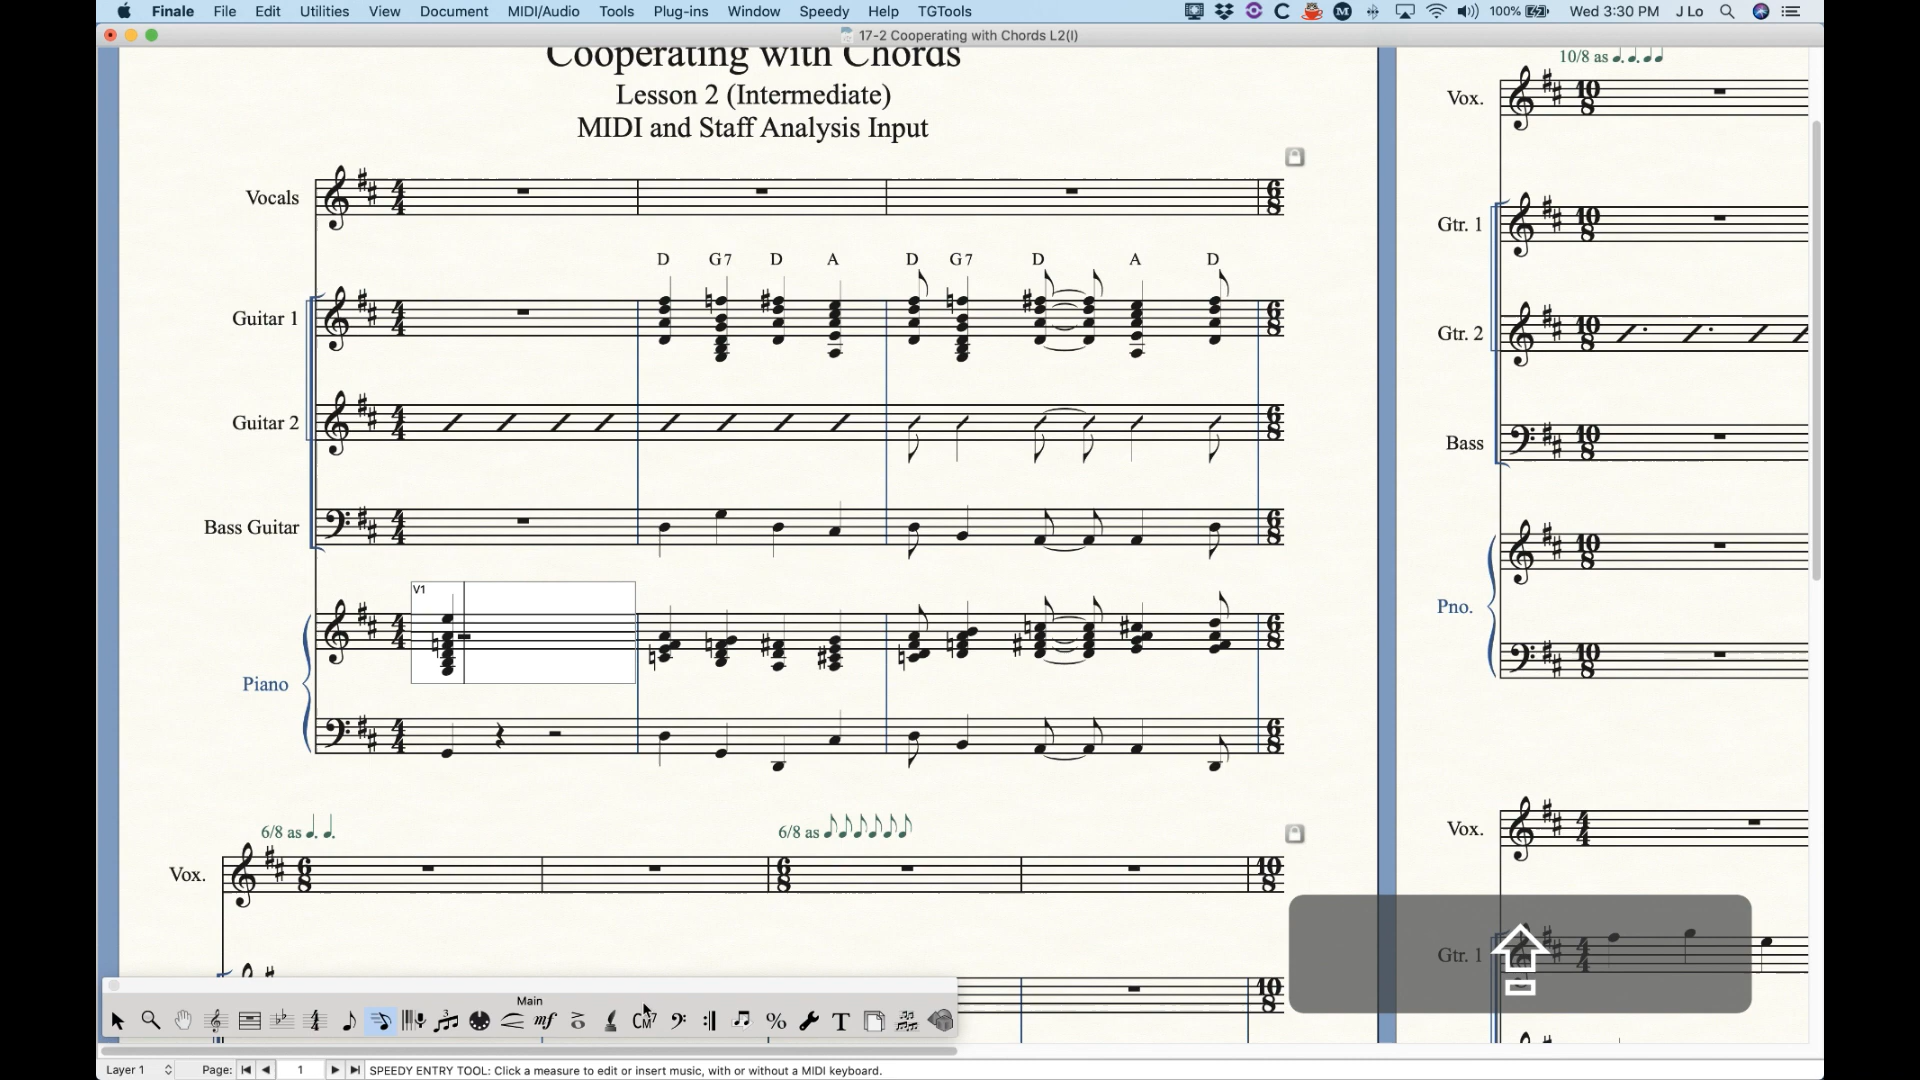 Finale File Edit Utilities View Document MIDI/Audio Tools Plug-ins Window Speedy Help TGTools 100% Wed 3:30 PM J Lo
17-2 Cooperating with Chords L2(I)
Cooperating with Chords
Lesson 2 (Intermediate)
MIDI and Staff Analysis Input
Vocals
D G7 D A D G7 D A D
Guitar 1
Guitar 2
Bass Guitar
V1
Piano
6/8 as
6/8 as
Vox.
10/8 as
Vox.
Gtr. 1
Gtr. 2
Bass
Pno.
Vox.
Gtr. 1
Main
mf CM7 % T
Layer 1 Page: 1 SPEEDY ENTRY TOOL: Click a measure to edit or insert music, with or without a MIDI keyboard.